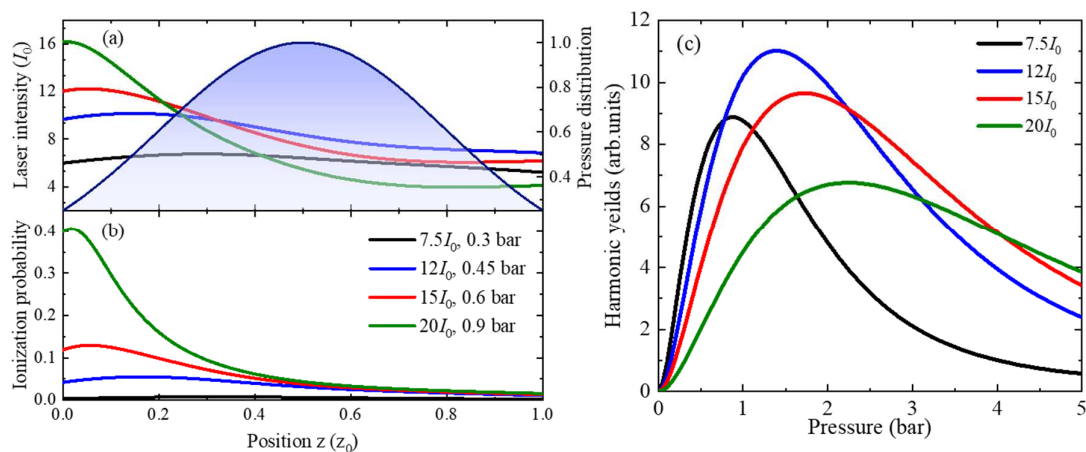 (a)
Laser intensity (I0)
16
12
8
4
Pressure distribution
1.0
0.8
0.6
0.4
(b)
Ionization probability
0.4
0.3
0.2
0.1
0.0
7.5I0, 0.3 bar
12I0, 0.45 bar
15I0, 0.6 bar
20I0, 0.9 bar
0.0 0.2 0.4 0.6 0.8 1.0
Position z (z0)
(c)
Harmonic yeilds (arb.units)
12
10
8
6
4
2
0
7.5I0
12I0
15I0
20I0
0 1 2 3 4 5
Pressure (bar)